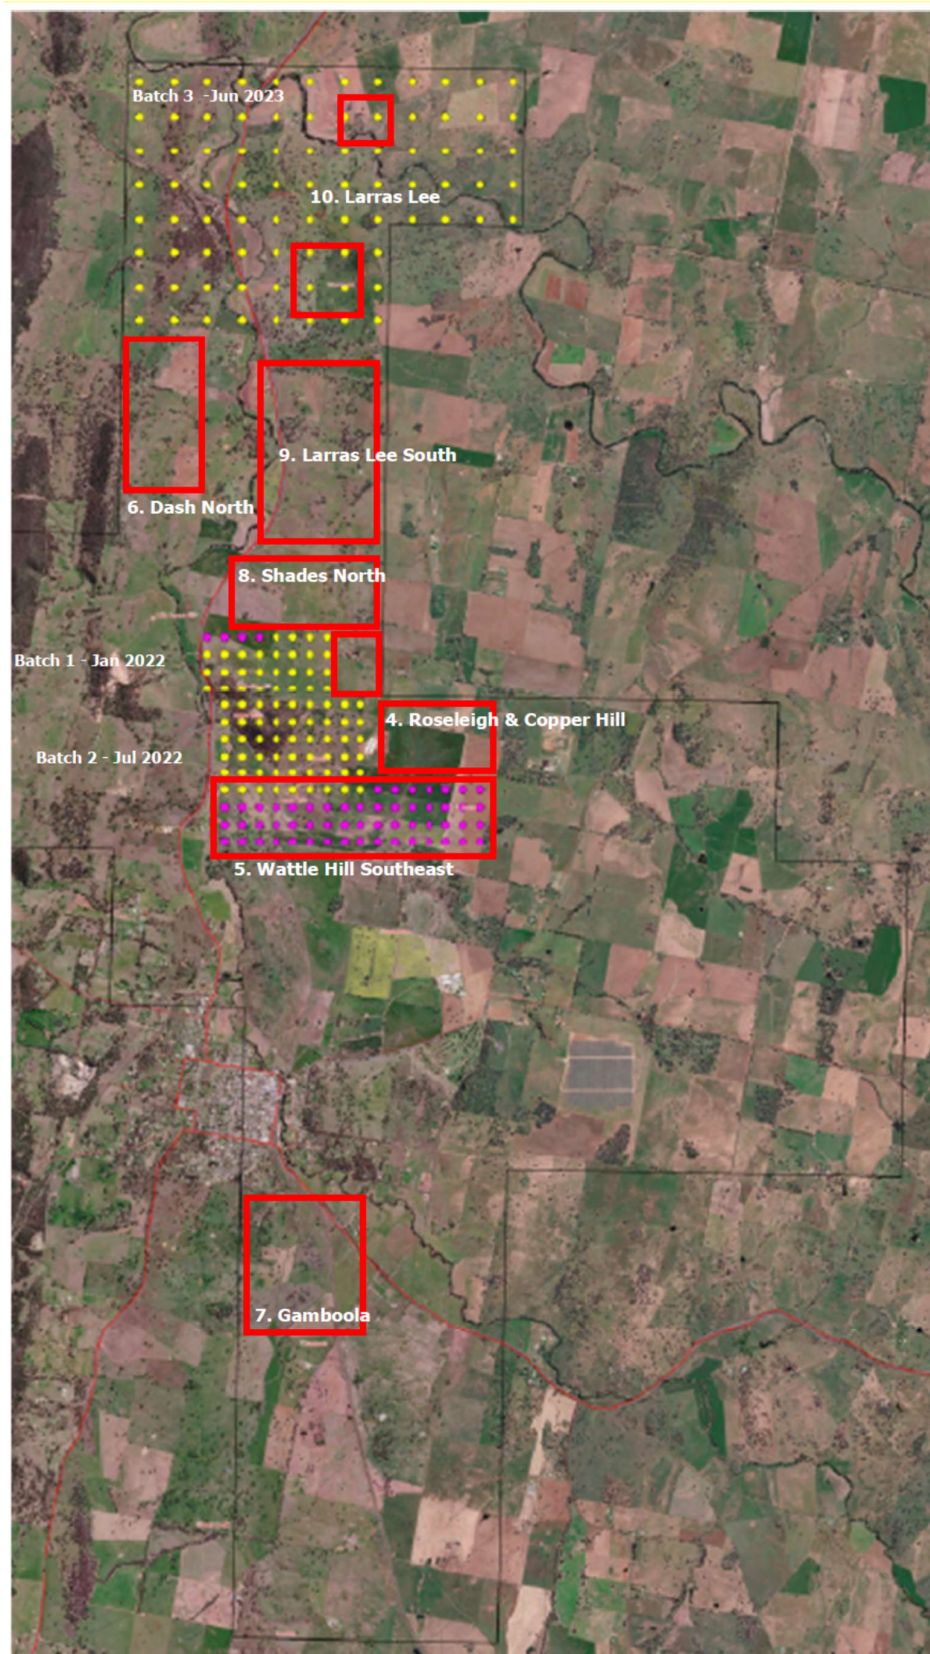 Batch 3 -Jun 2023
10. Larras Lee
9. Larras Lee South
6. Dash North
8. Shades North
Batch 1 - Jan 2022
4. Roseleigh & Copper Hill
Batch 2 - Jul 2022
5. Wattle Hill Southeast
7. Gamboola